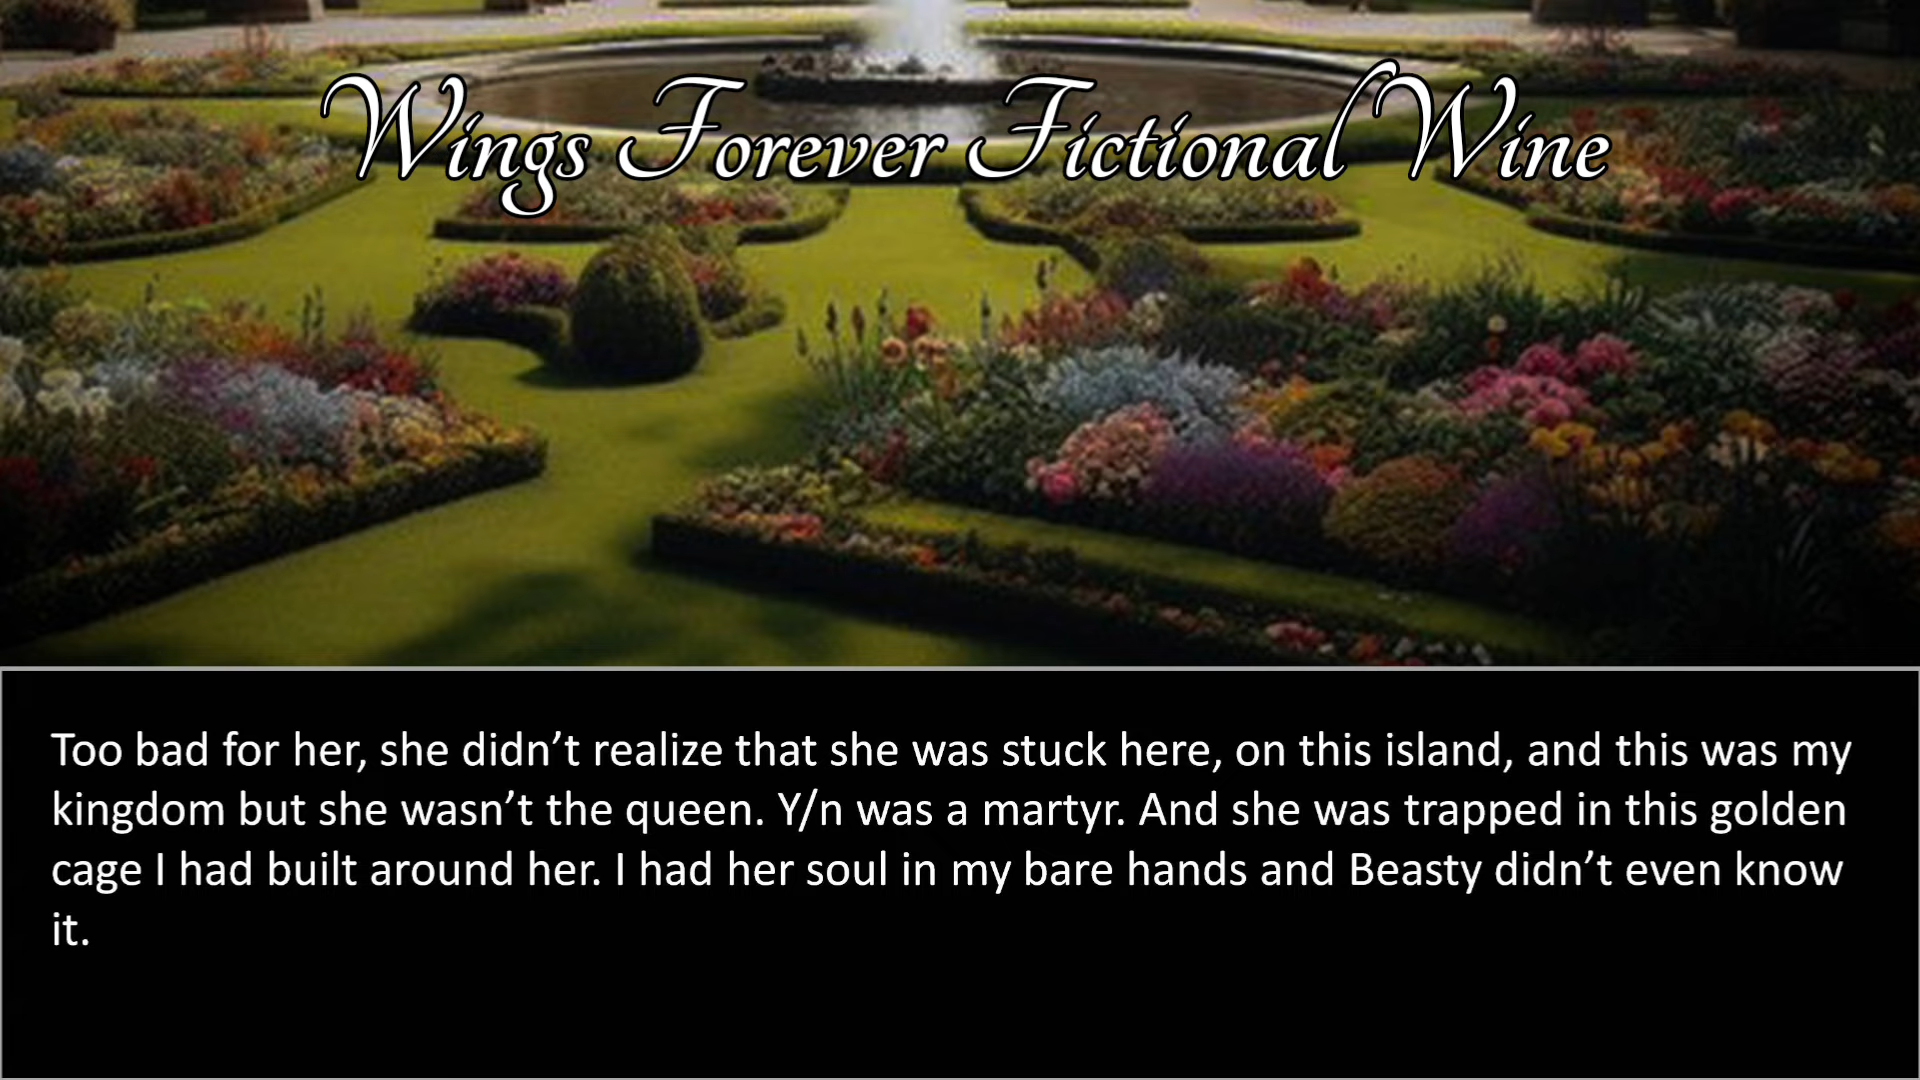 Wings Forever Fictional Wine
Too bad for her, she didn’t realize that she was stuck here, on this island, and this was my
kingdom but she wasn’t the queen. Y/n was a martyr. And she was trapped in this golden
cage I had built around her. I had her soul in my bare hands and Beasty didn’t even know
it.